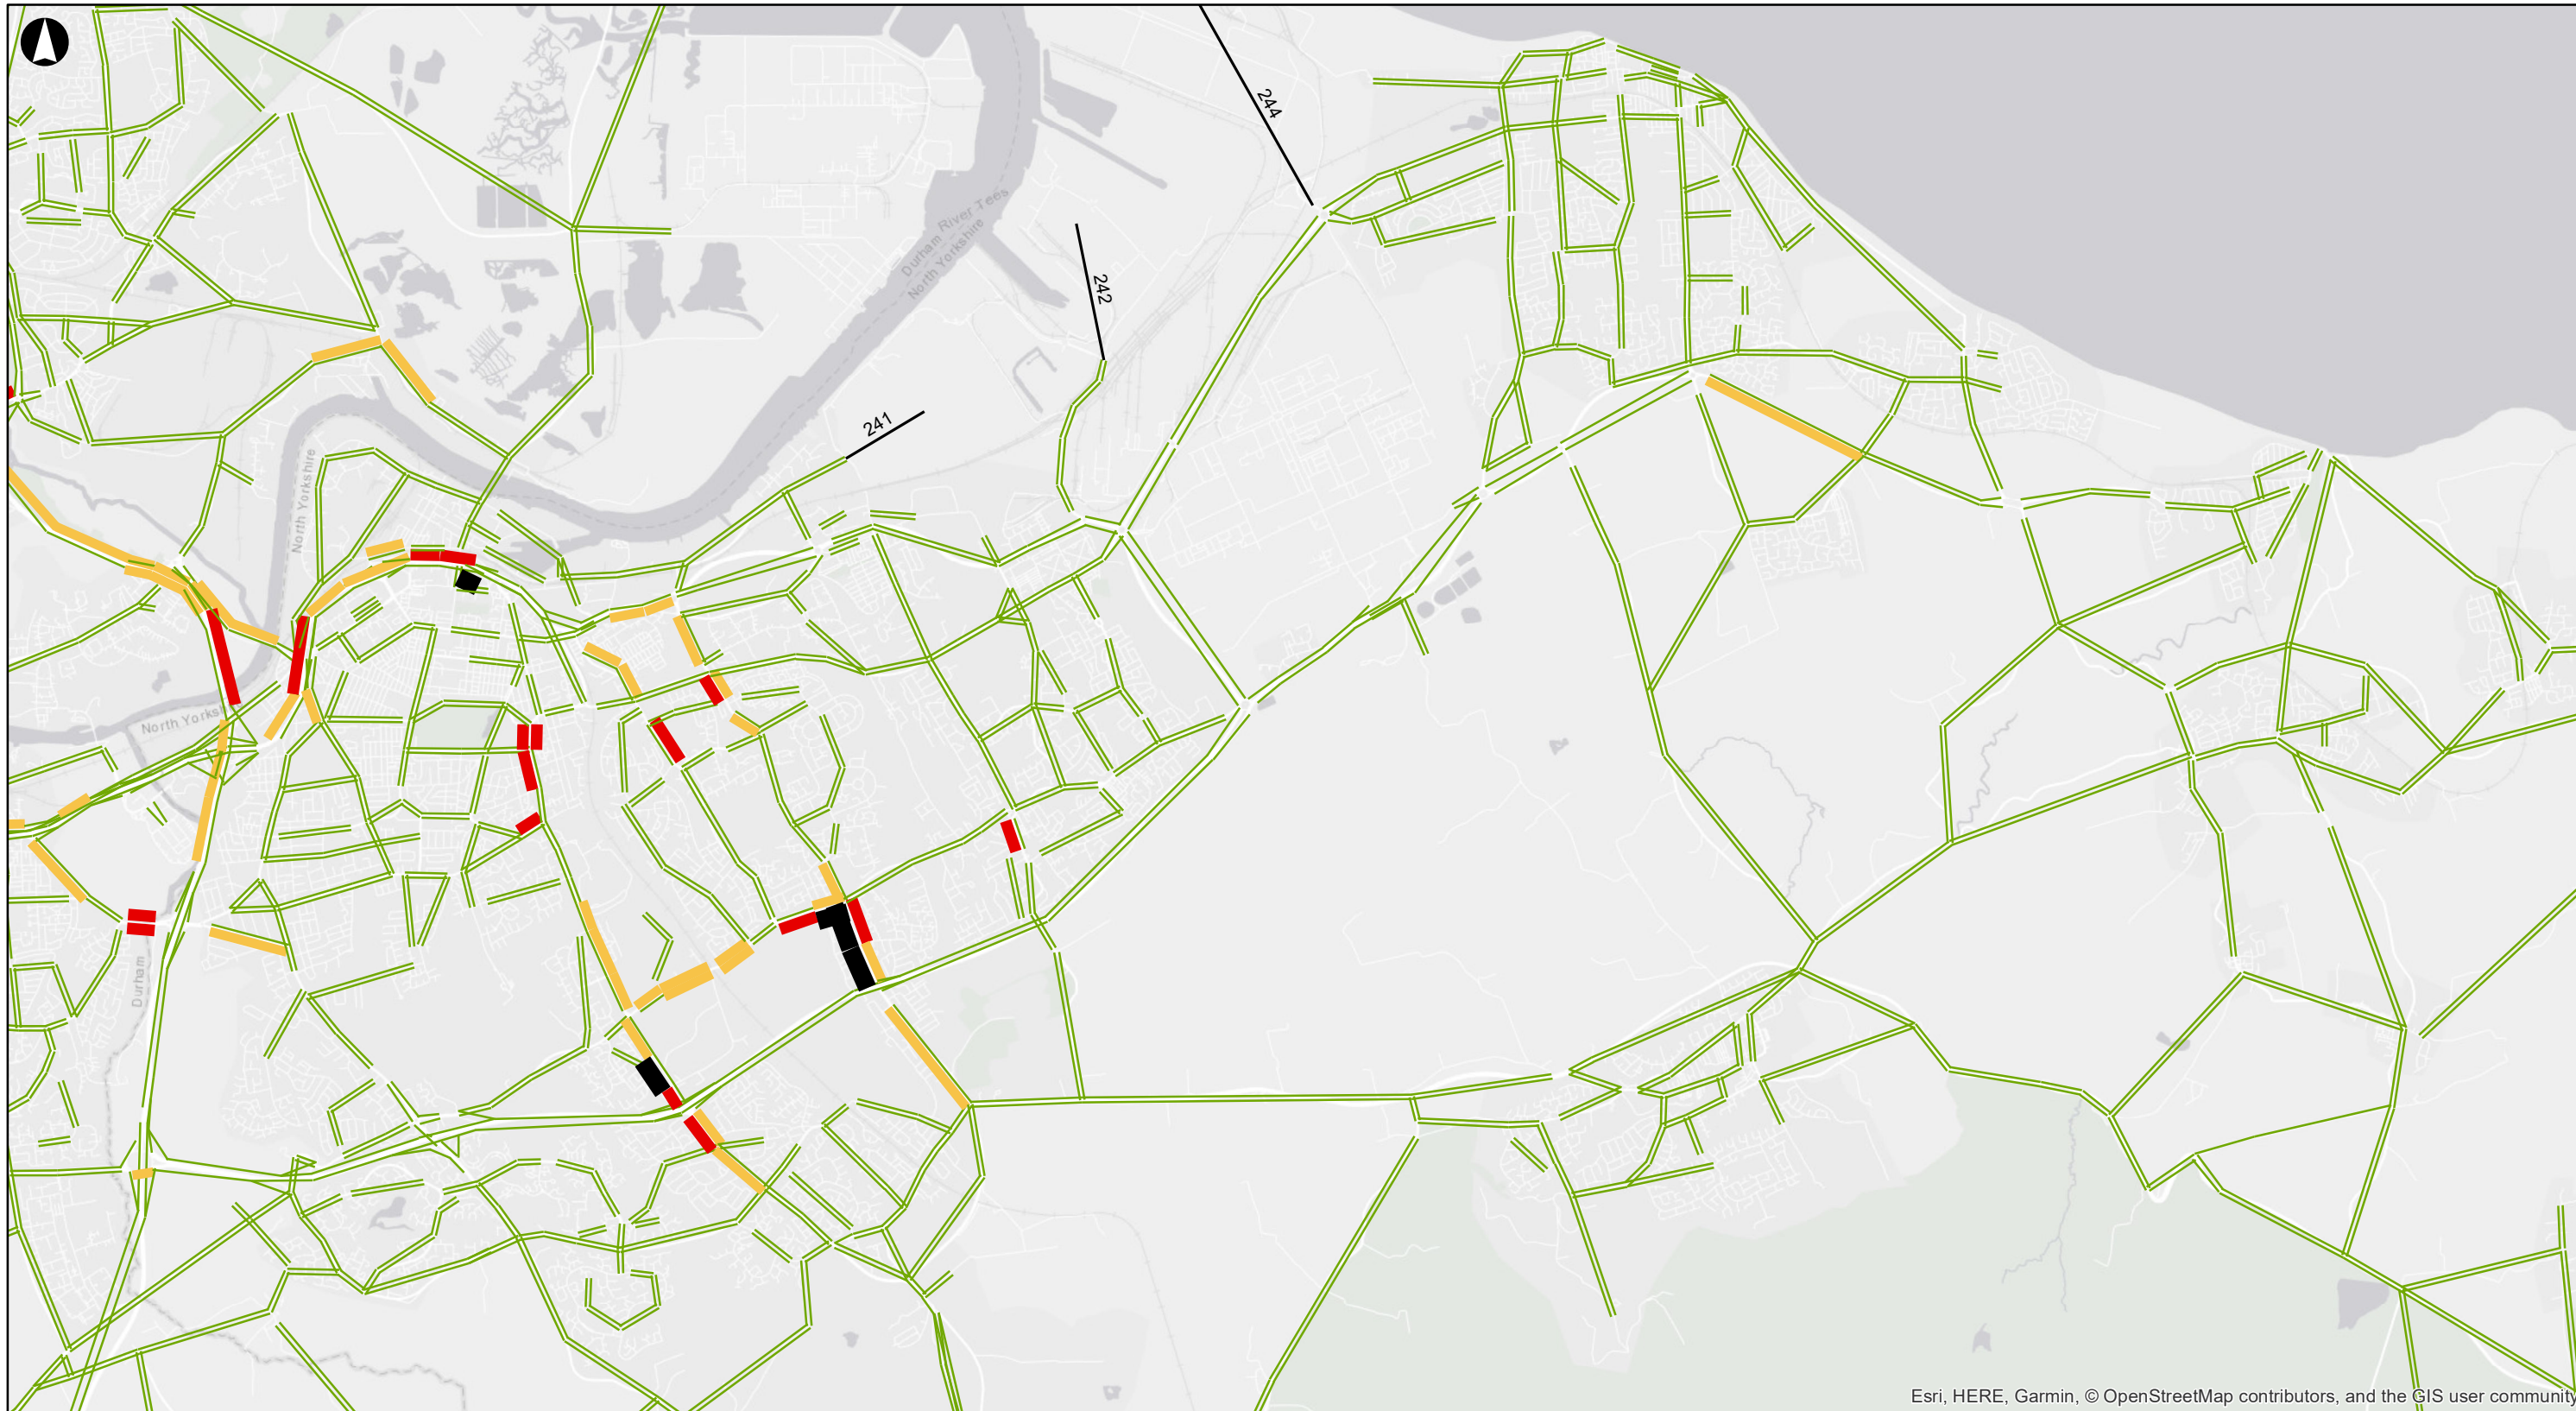 244
Durham River Tees
North Yorkshire
242
241
North Yorkshire
North Yorksh
Durham
Esri, HERE, Garmin, © OpenStreetMap contributors, and the GIS user community